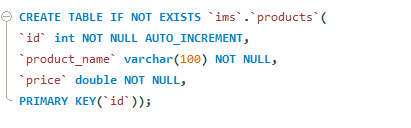 CREATE TABLE IF NOT EXISTS `ims`.`products`(
`id` int NOT NULL AUTO_INCREMENT,
`product_name` varchar(100) NOT NULL,
`price` double NOT NULL,
PRIMARY KEY(`id`));